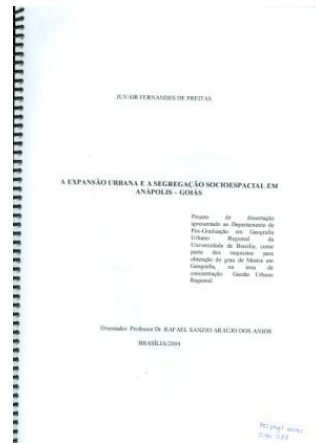 JUVAIR FERNANDES DE FREITAS
A EXPANSÃO URBANA E A SEGREGAÇÃO SOCIOESPACIAL EM
ANÁPOLIS – GOIÁS
Projeto de dissertação
apresentado ao Departamento de
Pós-Graduação em Geografia
Urbano Regional da
Universidade de Brasília, como
parte dos requisitos para
obtenção do grau de Mestre em
Geografia, na área de
concentração Gestão Urbano
Regional.
Orientador: Professor Dr. RAFAEL SANZIO ARAÚJO DOS ANJOS
BRASÍLIA/2004